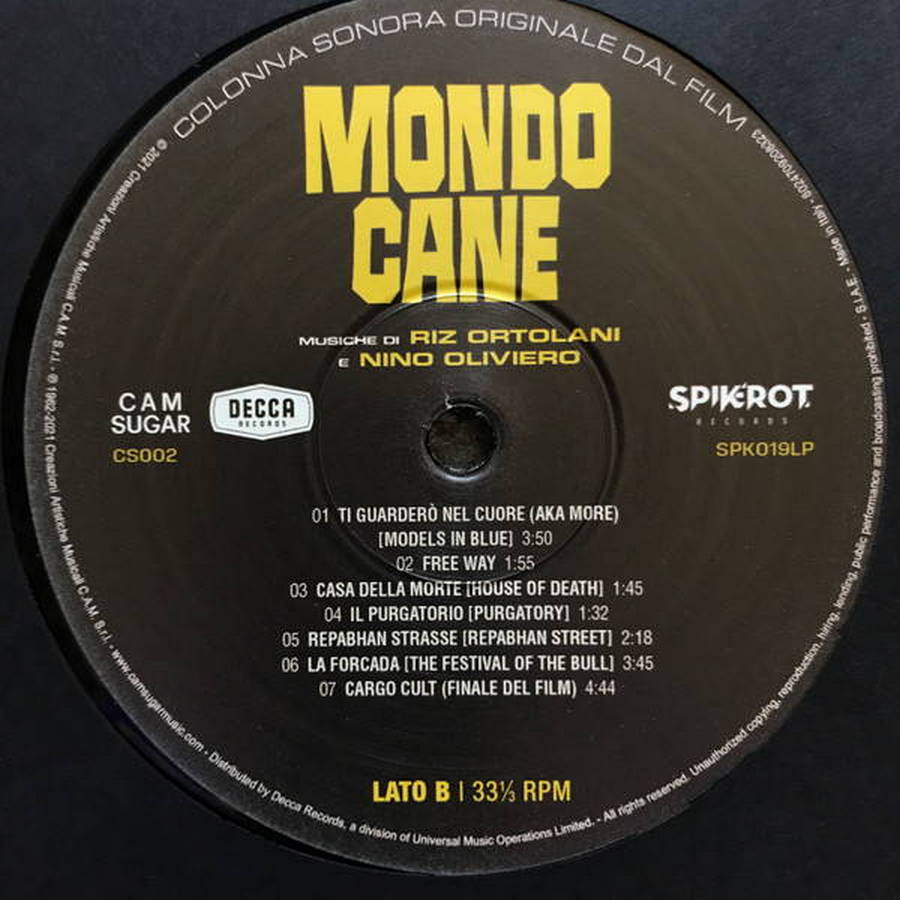 COLONNA SONORA ORIGINALE DAL FILM
MONDO
CANE
MUSICHE DI RIZ ORTOLANI
E NINO OLIVIERO
CAM
SUGAR
CS002
DECCA
RECORDS
SPIKEROT
RECORDS
SPK019LP
01 TI GUARDERÒ NEL CUORE (AKA MORE)
[MODELS IN BLUE] 3:50
02 FREE WAY 1:55
03 CASA DELLA MORTE [HOUSE OF DEATH] 1:45
04 IL PURGATORIO [PURGATORY] 1:32
05 REPABHAN STRASSE [REPABHAN STREET] 2:18
06 LA FORCADA [THE FESTIVAL OF THE BULL] 3:45
07 CARGO CULT (FINALE DEL FILM) 4:44
LATO B | 33⅓ RPM
© 2021 Creazioni Artistiche Musicali C.A.M. S.r.l. - ℗ 1962-2021 Creazioni Artistiche Musicali C.A.M. S.r.l. - www.camsugarmusic.com - Distributed by Decca Records, a division of Universal Music Operations Limited. - All rights reserved. Unauthorized copying, reproduction, hiring, lending, public performance and broadcasting prohibited - S.I.A.E. - Made in Italy - 8024709208323